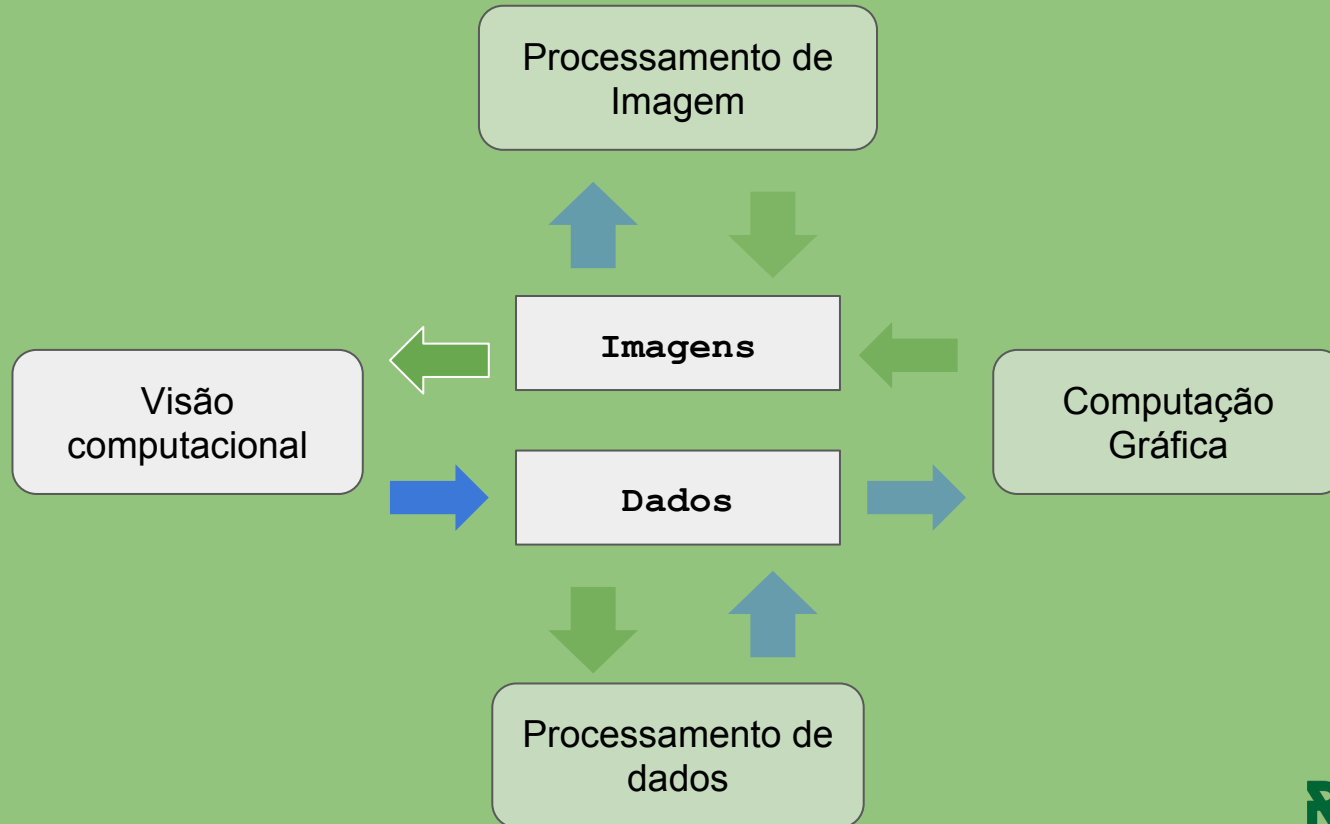 Processamento de
Imagem
Imagens
Visão
computacional
Computação
Gráfica
Dados
Processamento de
dados